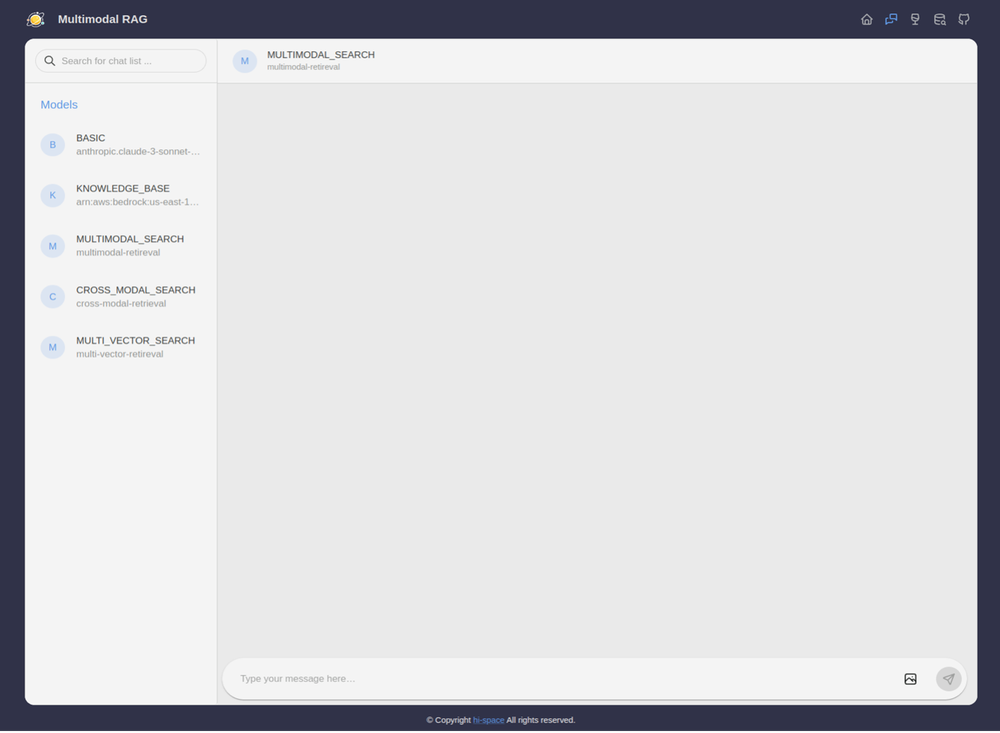 Multimodal RAG
Search for chat list ...
Models
B
BASIC
anthropic.claude-3-sonnet-...
K
KNOWLEDGE_BASE
arn:aws:bedrock:us-east-1...
M
MULTIMODAL_SEARCH
multimodal-retireval
C
CROSS_MODAL_SEARCH
cross-modal-retrieval
M
MULTI_VECTOR_SEARCH
multi-vector-retireval
M
MULTIMODAL_SEARCH
multimodal-retireval
Type your message here...
© Copyright hi-space All rights reserved.